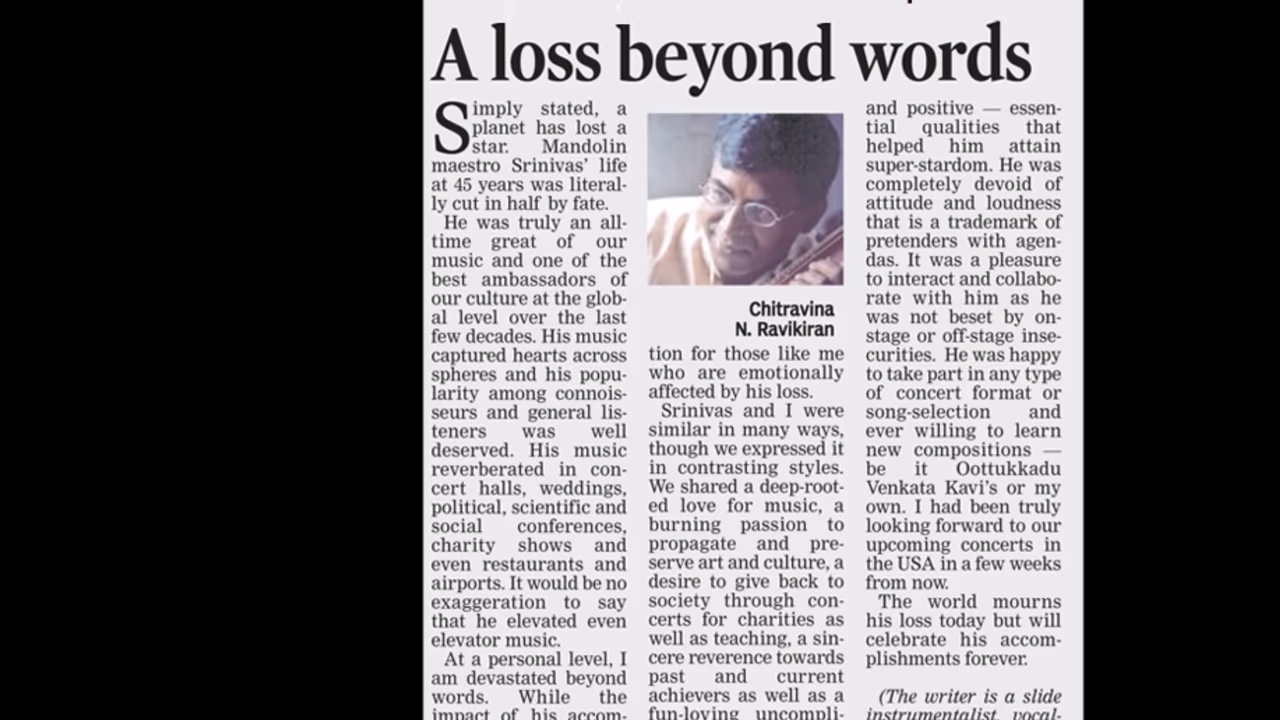 A loss beyond words
Simply stated, a
planet has lost a
star. Mandolin
maestro Srinivas' life
at 45 years was literal-
ly cut in half by fate.
He was truly an all-
time great of our
music and one of the
best ambassadors of
our culture at the glob-
al level over the last
few decades. His music
captured hearts across
spheres and his popu-
larity among connois-
seurs and general lis-
teners was well
deserved. His music
reverberated in con-
cert halls, weddings,
political, scientific and
social conferences,
charity shows and
even restaurants and
airports. It would be no
exaggeration to say
that he elevated even
elevator music.
At a personal level, I
am devastated beyond
words. While the
impact of his accom-
Chitravina
N. Ravikiran
tion for those like me
who are emotionally
affected by his loss.
Srinivas and I were
similar in many ways,
though we expressed it
in contrasting styles.
We shared a deep-root-
ed love for music, a
burning passion to
propagate and pre-
serve art and culture, a
desire to give back to
society through con-
certs for charities as
well as teaching, a sin-
cere reverence towards
past and current
achievers as well as a
fun-loving uncompli-
and positive — essen-
tial qualities that
helped him attain
super-stardom. He was
completely devoid of
attitude and loudness
that is a trademark of
pretenders with agen-
das. It was a pleasure
to interact and collabo-
rate with him as he
was not beset by on-
stage or off-stage inse-
curities. He was happy
to take part in any type
of concert format or
song-selection and
ever willing to learn
new compositions —
be it Oottukkadu
Venkata Kavi's or my
own. I had been truly
looking forward to our
upcoming concerts in
the USA in a few weeks
from now.
The world mourns
his loss today but will
celebrate his accom-
plishments forever.
(The writer is a slide
instrumentalist, vocal-